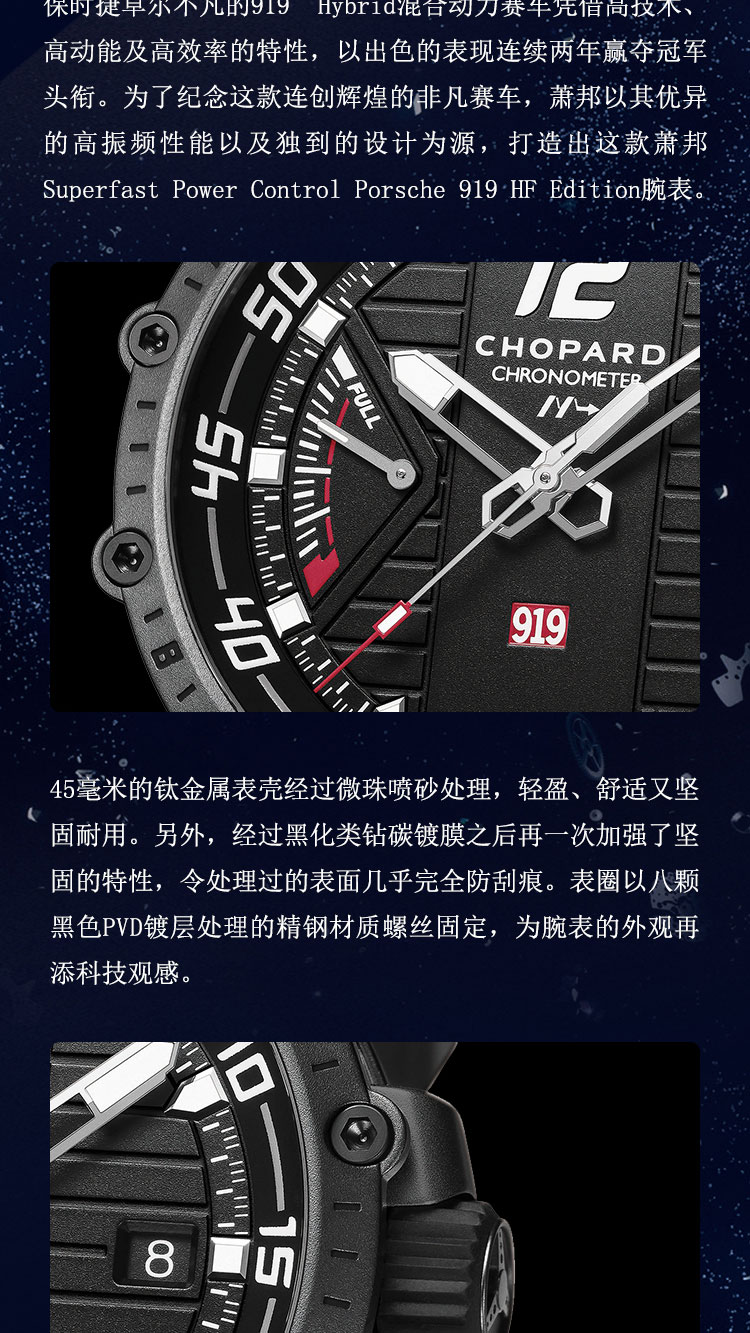 保时捷卓尔不凡的919 Hybrid混合动力赛车凭借高技术、
高动能及高效率的特性，以出色的表现连续两年赢夺冠军
头衔。为了纪念这款连创辉煌的非凡赛车，萧邦以其优异
的高振频性能以及独到的设计为源，打造出这款萧邦
Superfast Power Control Porsche 919 HF Edition腕表。
12
50
CHOPARD
CHRONOMETER
FULL
45
919
40
8
45毫米的钛金属表壳经过微珠喷砂处理，轻盈、舒适又坚
固耐用。另外，经过黑化类钻碳镀膜之后再一次加强了坚
固的特性，令处理过的表面几乎完全防刮痕。表圈以八颗
黑色PVD镀层处理的精钢材质螺丝固定，为腕表的外观再
添科技观感。
10
15
8